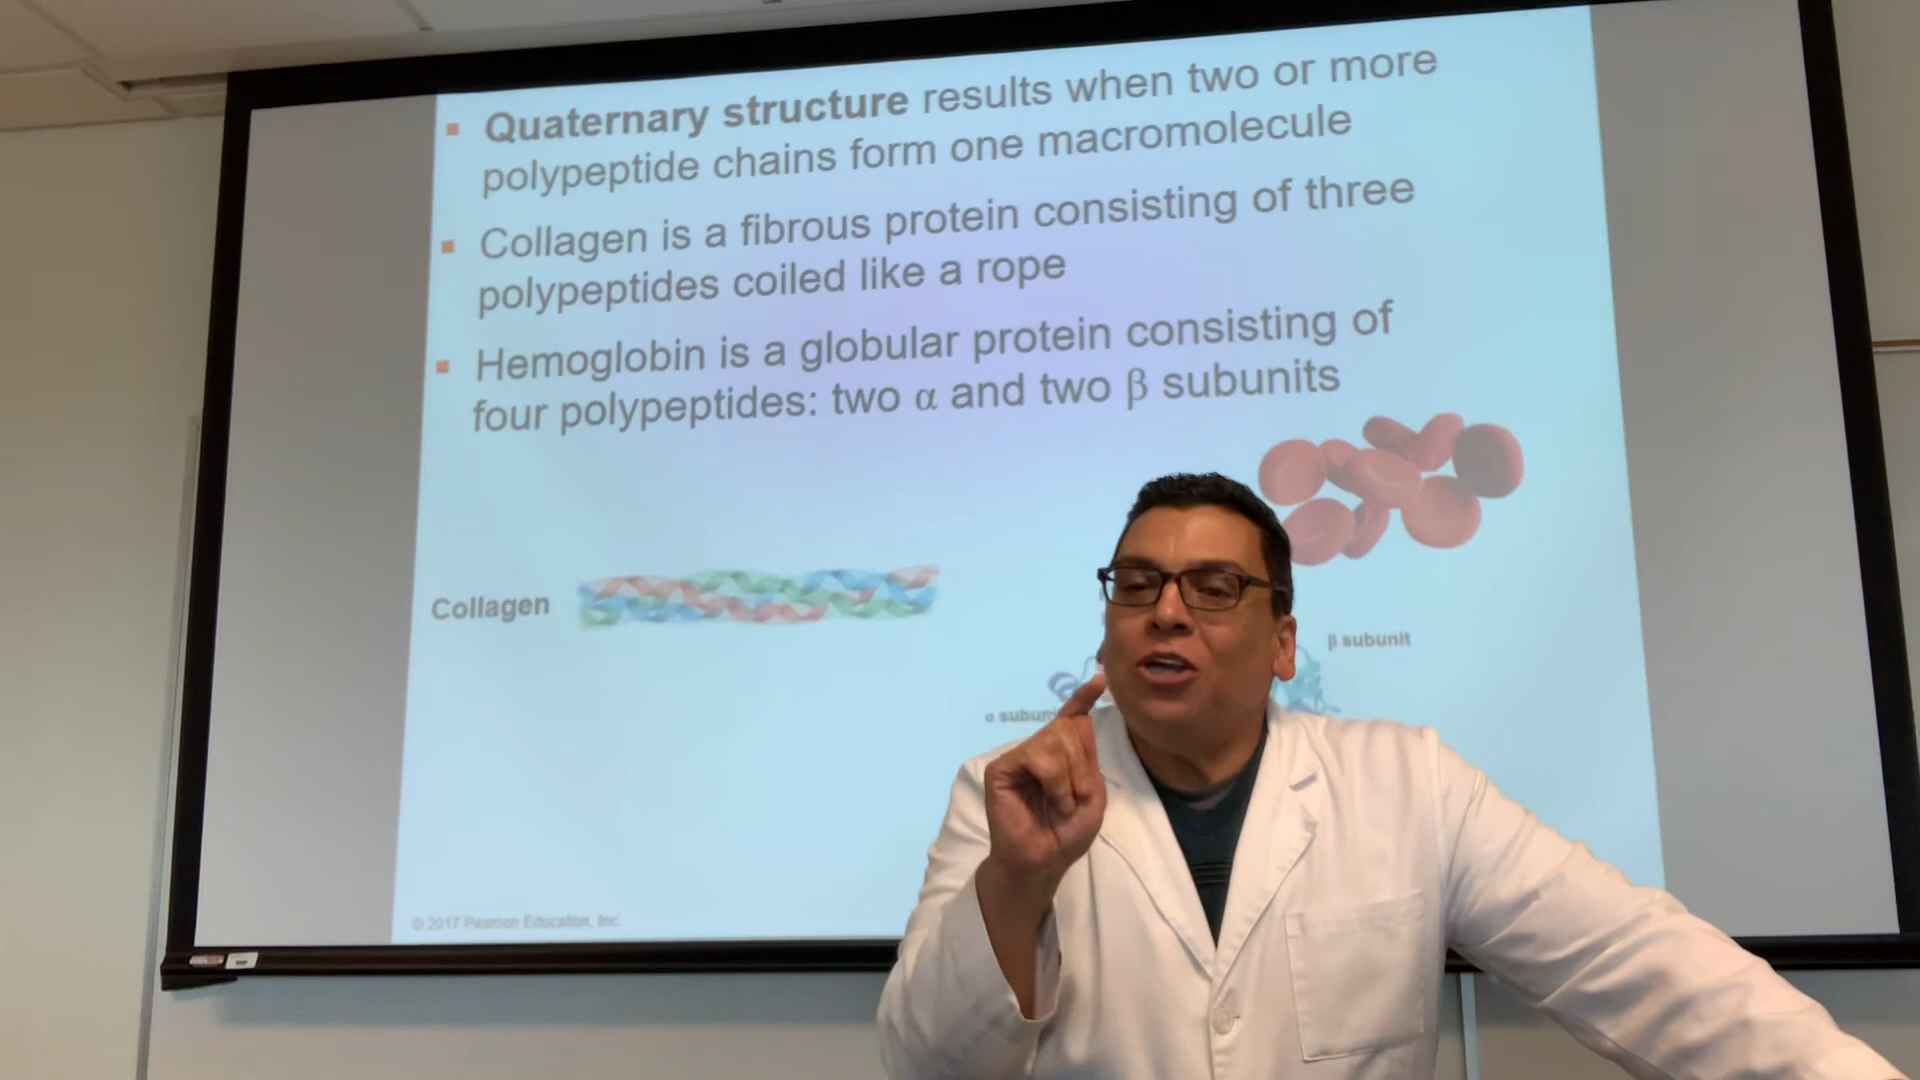 Quaternary structure results when two or more
polypeptide chains form one macromolecule
Collagen is a fibrous protein consisting of three
polypeptides coiled like a rope
Hemoglobin is a globular protein consisting of
four polypeptides: two α and two β subunits
Collagen
β subunit
α subun
© 2017 Pearson Education, Inc.